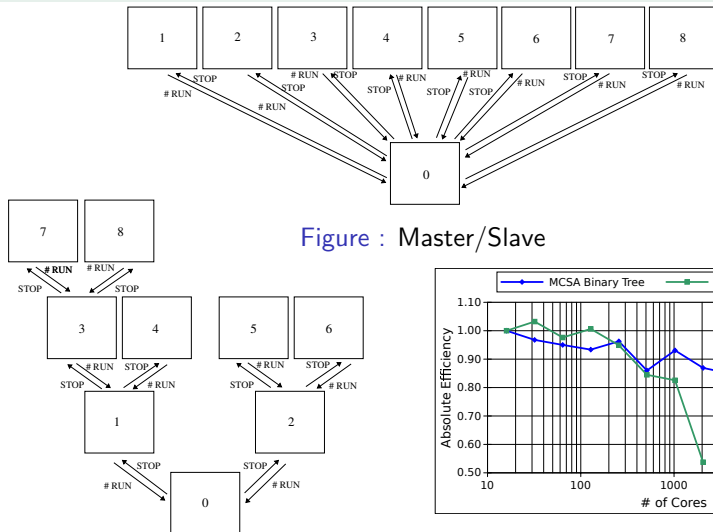 1 2 3 4 5 6 7 8
STOP # RUN STOP # RUN # RUN STOP STOP
# RUN STOP # RUN STOP STOP STOP # RUN # RUN
0
Figure : Master/Slave
7 8
# RUN # RUN
STOP STOP
3 4 5 6
# RUN STOP # RUN STOP
STOP # RUN STOP # RUN
1 2
STOP STOP
# RUN # RUN
0
MCSA Binary Tree
Absolute Efficiency
1.10
1.00
0.90
0.80
0.70
0.60
0.50
10 100 1000
# of Cores